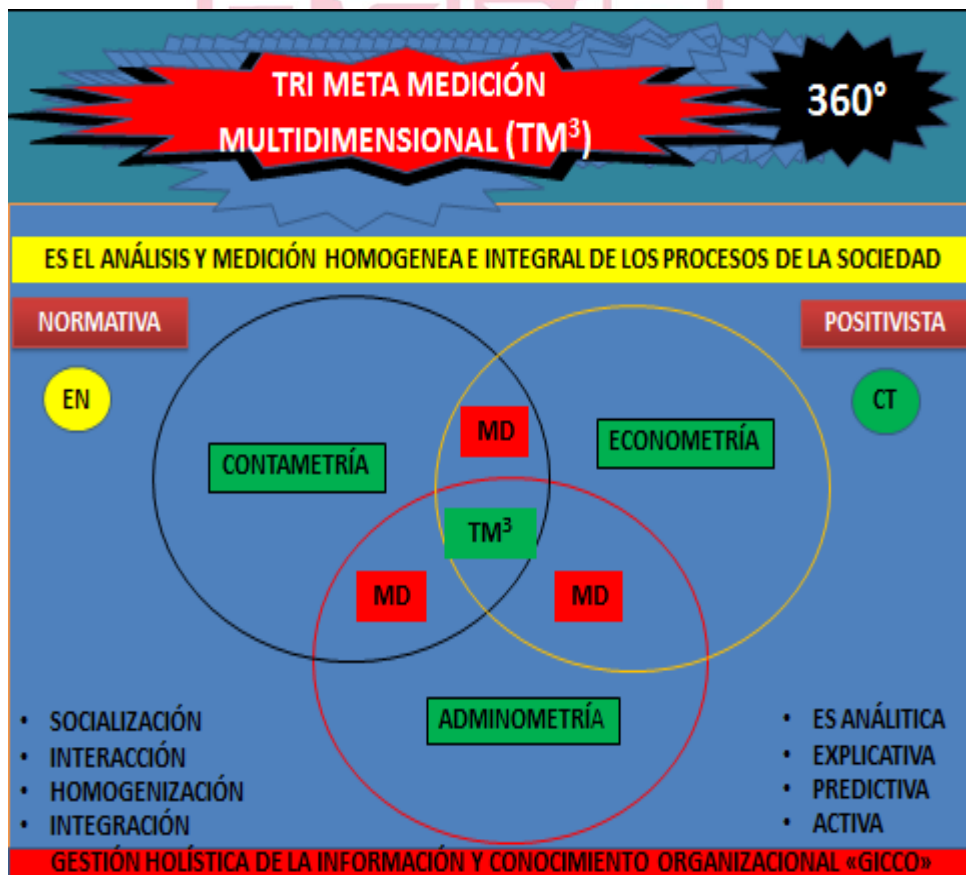 TRI META MEDICIÓN
MULTIDIMENSIONAL (TM³)
360°
ES EL ANÁLISIS Y MEDICIÓN HOMOGENEA E INTEGRAL DE LOS PROCESOS DE LA SOCIEDAD
NORMATIVA
POSITIVISTA
EN
CT
MD
ECONOMETRÍA
CONTAMETRÍA
TM³
MD
MD
ADMINOMETRÍA
• SOCIALIZACIÓN
• INTERACCIÓN
• HOMOGENIZACIÓN
• INTEGRACIÓN
• ES ANÁLITICA
• EXPLICATIVA
• PREDICTIVA
• ACTIVA
GESTIÓN HOLÍSTICA DE LA INFORMACIÓN Y CONOCIMIENTO ORGANIZACIONAL «GICCO»